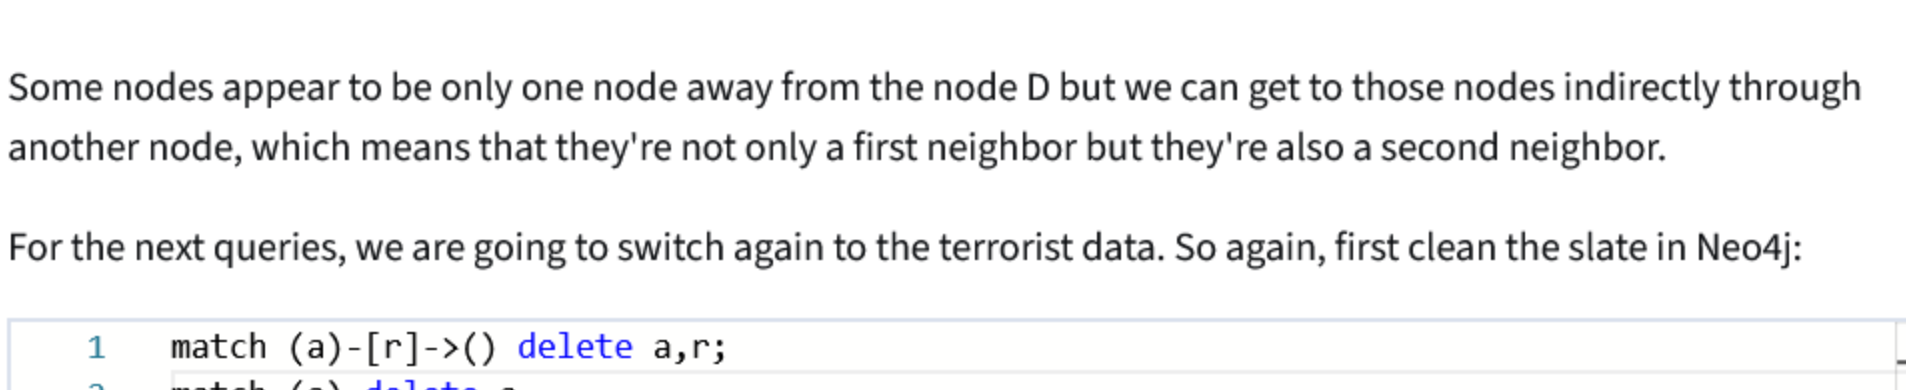 Some nodes appear to be only one node away from the node D but we can get to those nodes indirectly through
another node, which means that they're not only a first neighbor but they're also a second neighbor.
For the next queries, we are going to switch again to the terrorist data. So again, first clean the slate in Neo4j:
1 match (a)-[r]->() delete a,r;
2 match (a) delete a